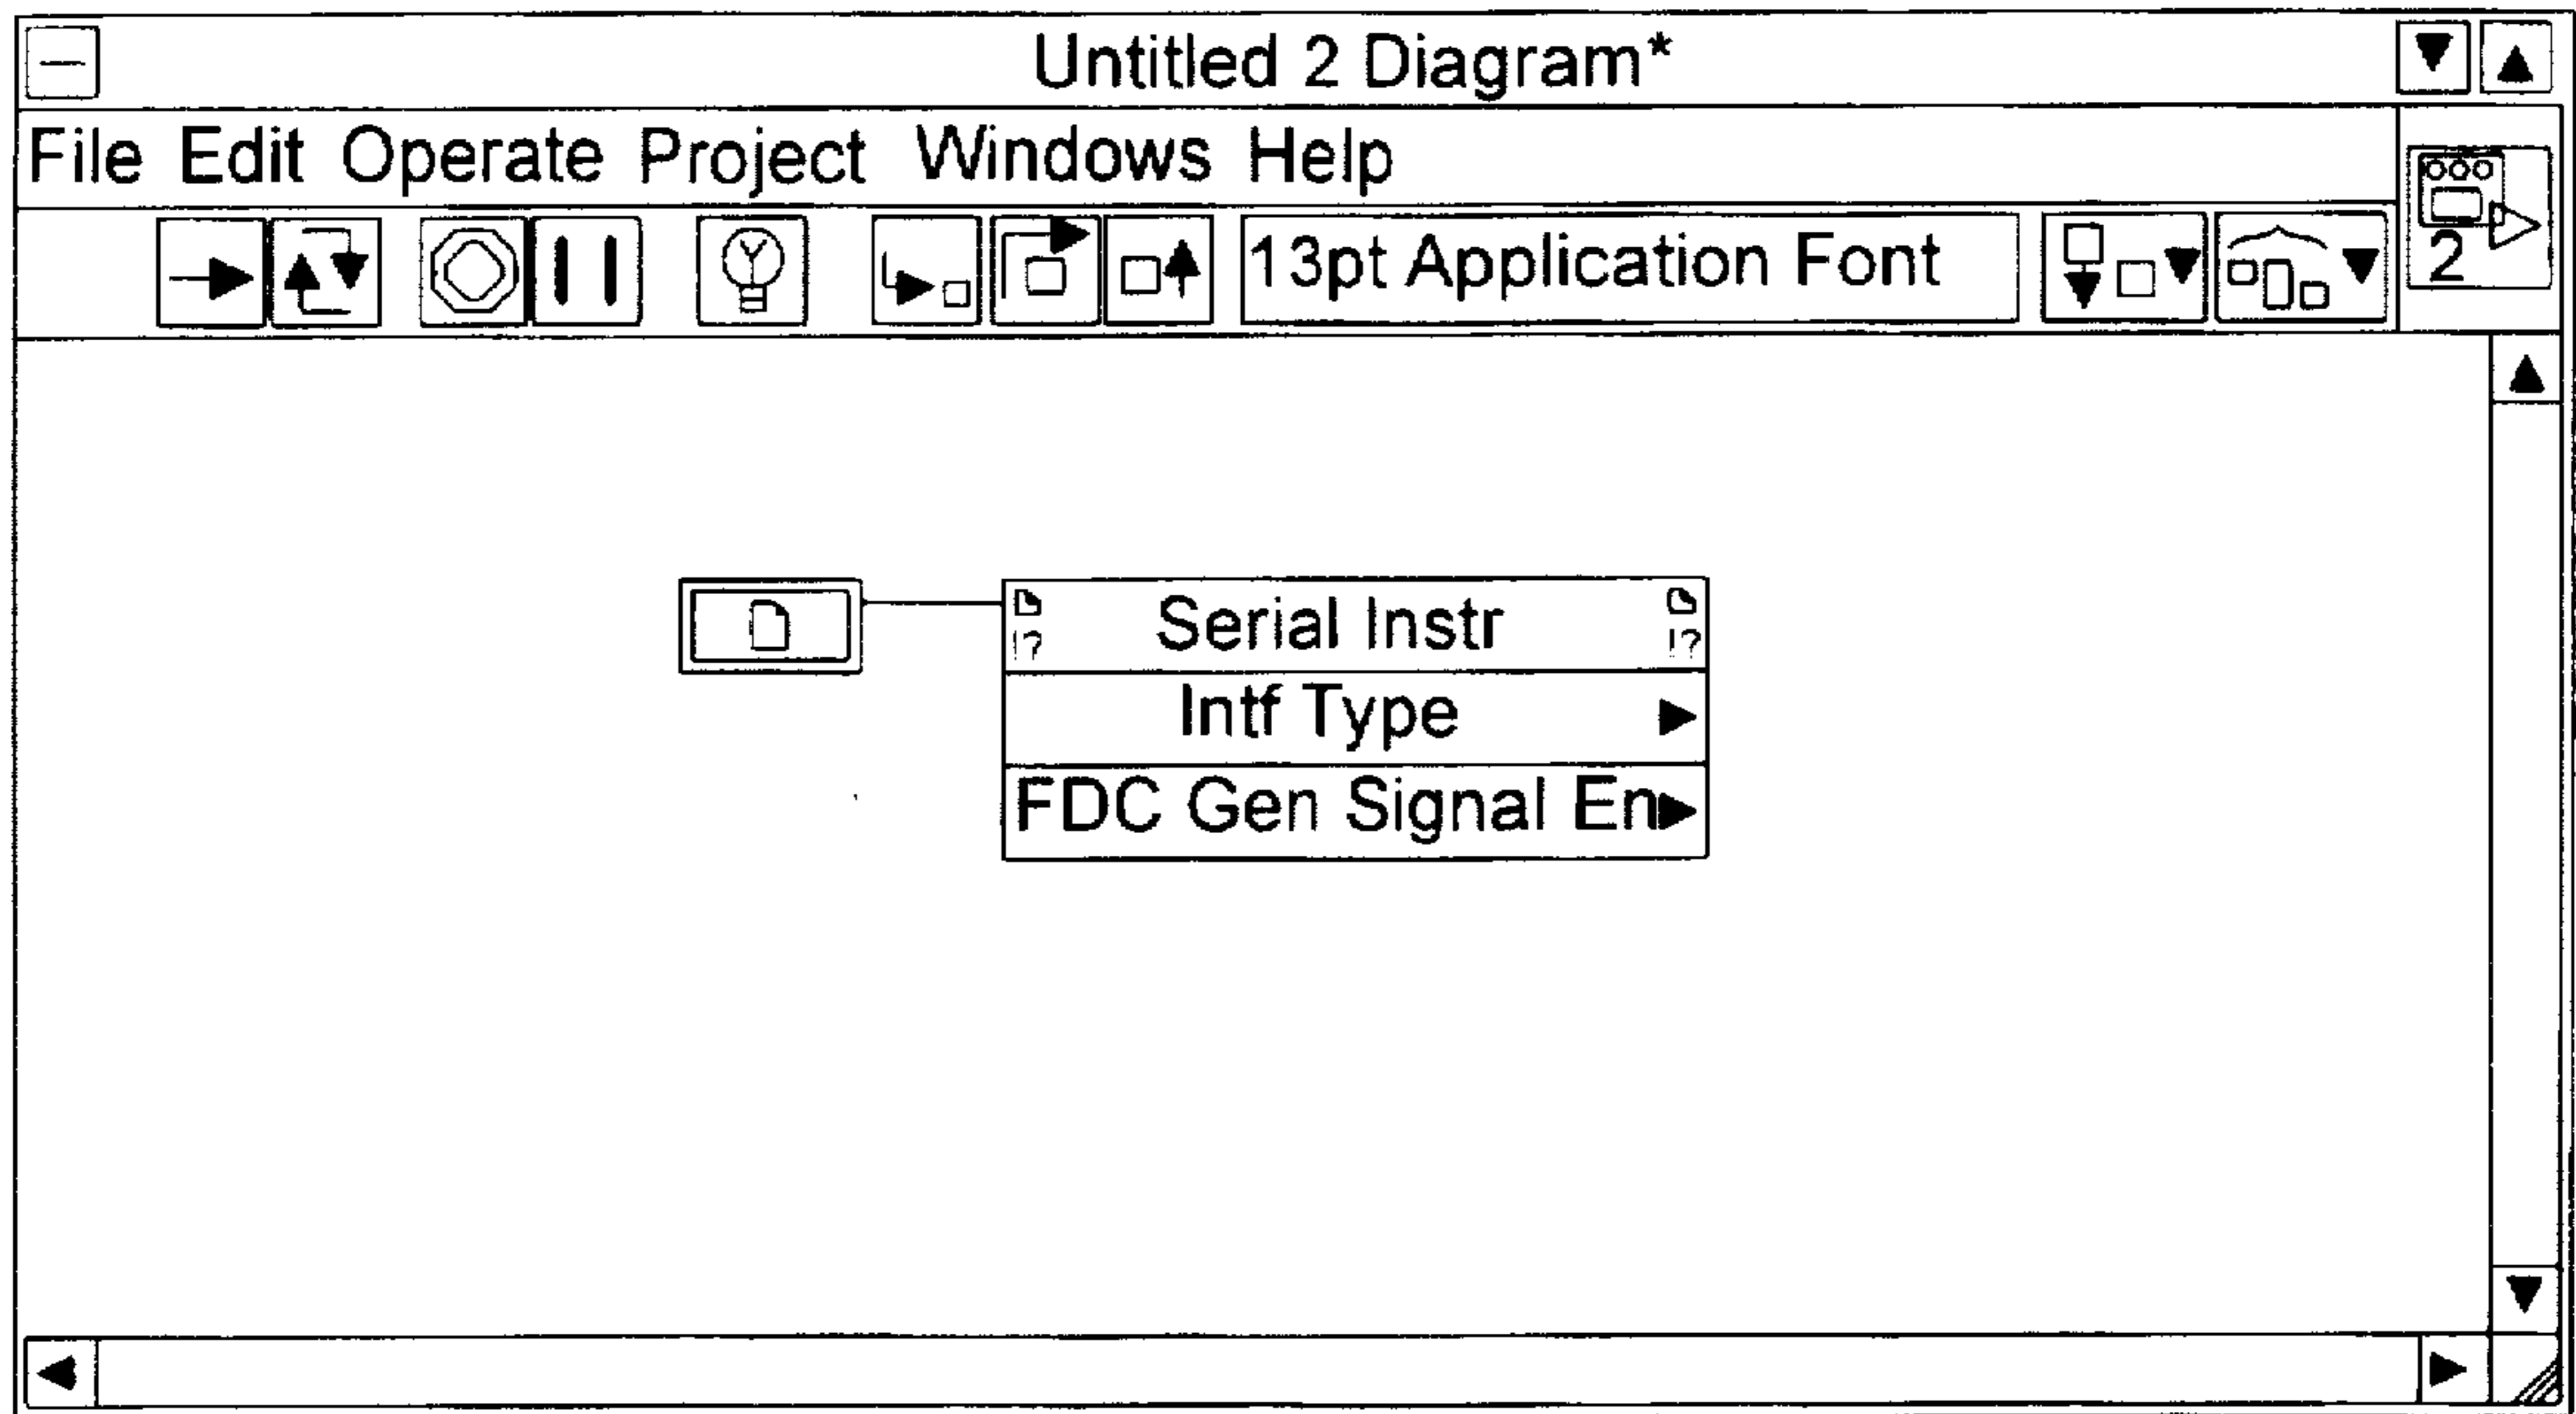 Untitled 2 Diagram*
File Edit Operate Project Windows Help
13pt Application Font
2
!? Serial Instr !?
Intf Type
FDC Gen Signal En